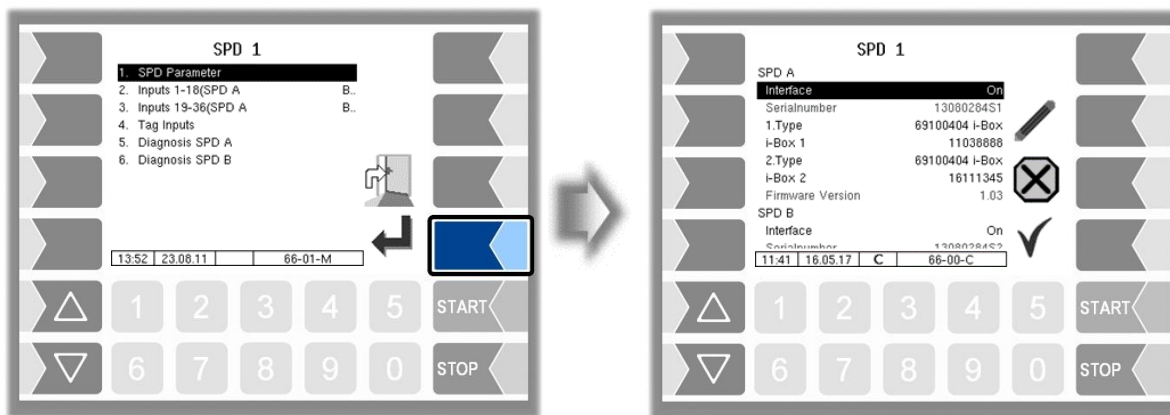 SPD 1
1. SPD Parameter
2. Inputs 1-18(SPD A B..
3. Inputs 19-36(SPD A B..
4. Tag Inputs
5. Diagnosis SPD A
6. Diagnosis SPD B
13:52 23.08.11 66-01-M
1 2 3 4 5 START
6 7 8 9 0 STOP
SPD 1
SPD A
Interface On
Serialnumber 13080284S1
1.Type 69100404 i-Box
i-Box 1 11038888
2.Type 69100404 i-Box
i-Box 2 16111345
Firmware Version 1.03
SPD B
Interface On
Serialnumber 13080284S2
11:41 16.05.17 C 66-00-C
1 2 3 4 5 START
6 7 8 9 0 STOP